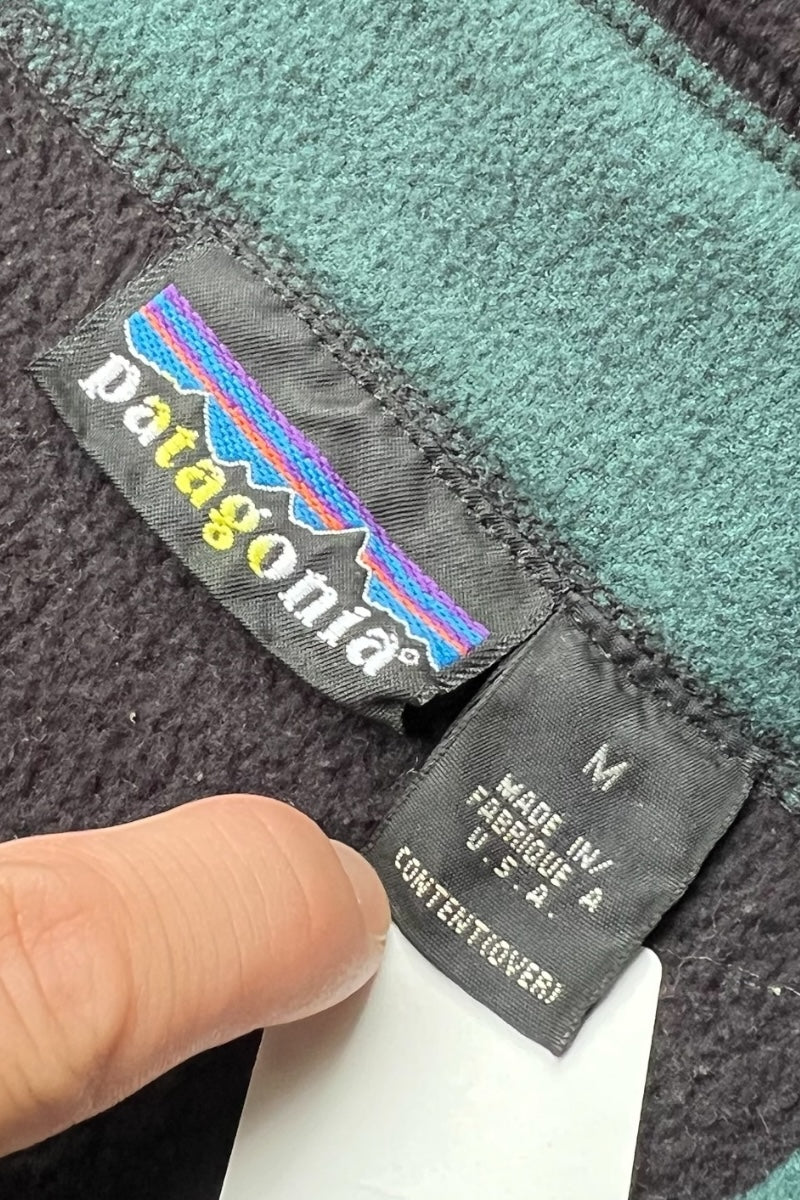 patagonia®
M
MADE IN/
FABRIQUE A
U.S.A.
CONTENT(OVER)